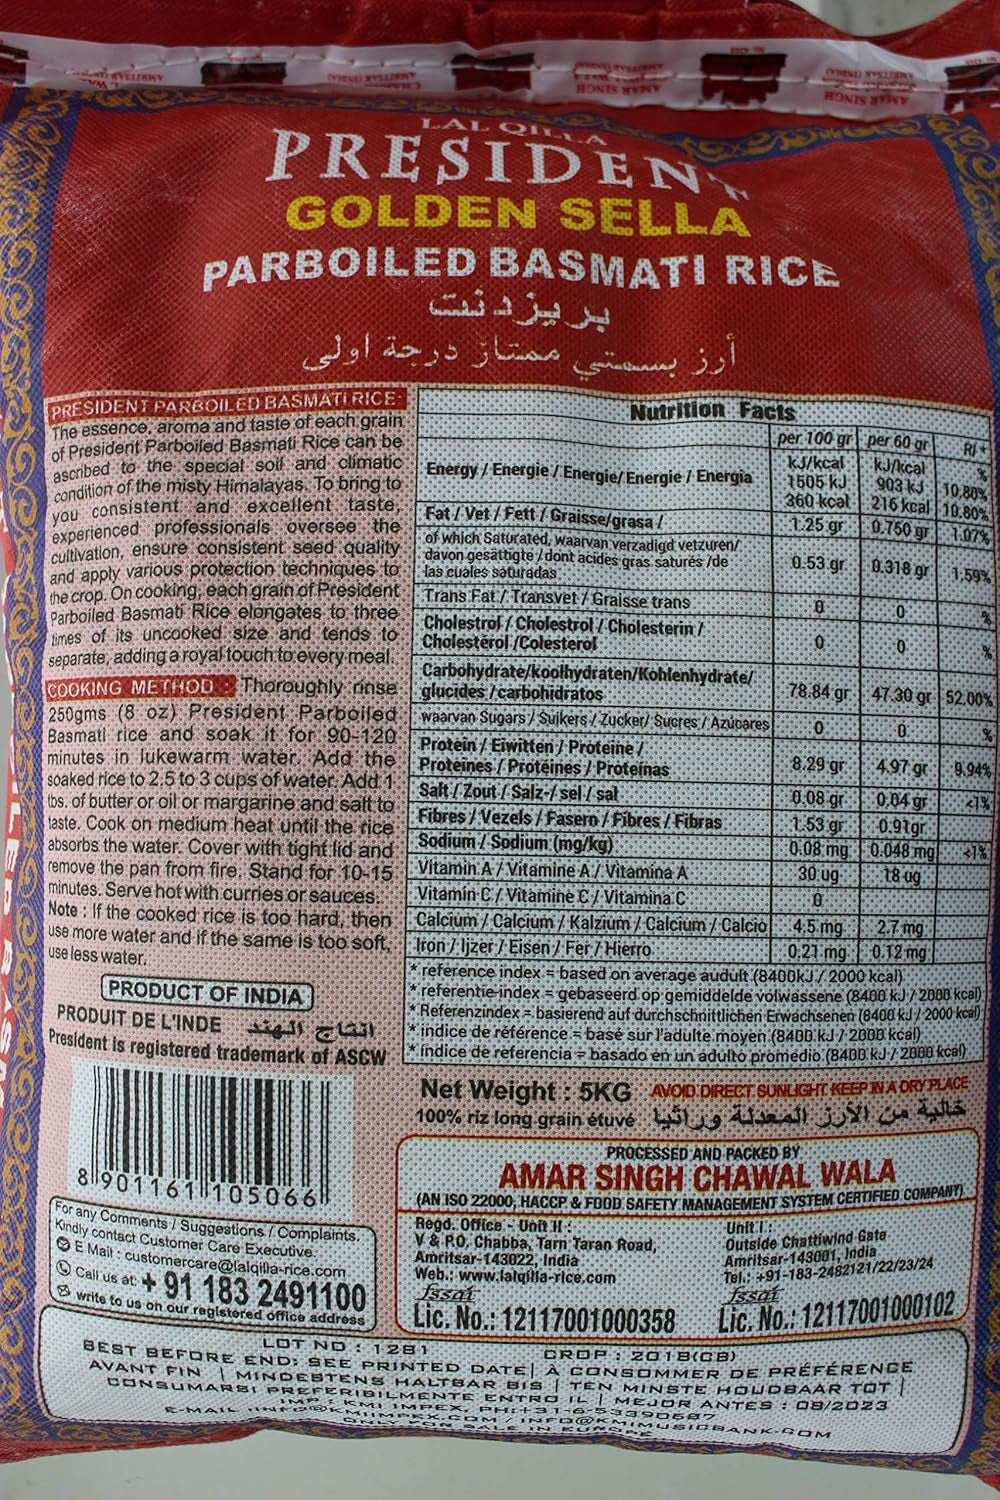 LAL QILLA
PRESIDENT
GOLDEN SELLA
PARBOILED BASMATI RICE
بريزدنت
أرز بسمتي ممتاز درجة اولى
PRESIDENT PARBOILED BASMATI RICE:
The essence, aroma and taste of each grain
of President Parboiled Basmati Rice can be
ascribed to the special soil and climatic
condition of the misty Himalayas. To bring to
you consistent and excellent taste,
experienced professionals oversee the
cultivation, ensure consistent seed quality
and apply various protection techniques to
the crop. On cooking, each grain of President
Parboiled Basmati Rice elongates to three
times of its uncooked size and tends to
separate, adding a royal touch to every meal.
COOKING METHOD : Thoroughly rinse
250gms (8 oz) President Parboiled
Basmati rice and soak it for 90-120
minutes in lukewarm water. Add the
soaked rice to 2.5 to 3 cups of water. Add 1
tbs. of butter or oil or margarine and salt to
taste. Cook on medium heat until the rice
absorbs the water. Cover with tight lid and
remove the pan from fire. Stand for 10-15
minutes. Serve hot with curries or sauces.
Note : If the cooked rice is too hard, then
use more water and if the same is too soft,
use less water.
PRODUCT OF INDIA
PRODUIT DE L'INDE انتاج الهند
President is registered trademark of ASCW
8 901161 105066
For any Comments / Suggestions / Complaints.
Kindly contact Customer Care Executive.
E Mail : customercare@lalqilla-rice.com
Call us at: + 91 183 2491100
write to us on our registered office address
Nutrition Facts
per 100 gr per 60 gr RI *
kJ/kcal kJ/kcal %
Energy / Energie / Energie/ Energie / Energia 1505 kJ 903 kJ 10.80%
360 kcal 216 kcal 10.80%
Fat / Vet / Fett / Graisse/grasa / 1.25 gr 0.750 gr 1.07%
of which Saturated, waarvan verzadigd vetzuren/
davon gesättigte / dont acides gras saturés /de
las cuales saturadas 0.53 gr 0.318 gr 1.59%
Trans Fat / Transvet / Graisse trans 0 0 %
Cholestrol / Cholestrol / Cholesterin /
Cholestérol /Colesterol 0 0 %
Carbohydrate/koolhydraten/Kohlenhydrate/
glucides / carbohidratos 78.84 gr 47.30 gr 52.00%
waarvan Sugars / Suikers / Zucker/ Sucres / Azúcares 0 0 %
Protein / Eiwitten / Proteine /
Proteines / Protéines / Proteínas 8.29 gr 4.97 gr 9.94%
Salt / Zout / Salz-/ sel / sal 0.08 gr 0.04 gr <1%
Fibres / Vezels / Fasern / Fibres / Fibras 1.53 gr 0.91gr
Sodium / Sodium (mg/kg) 0.08 mg 0.048 mg <1%
Vitamin A / Vitamine A / Vitamina A 30 ug 18 ug
Vitamin C / Vitamine C / Vitamina C 0
Calcium / Calcium / Kalzium / Calcium / Calcio 4.5 mg 2.7 mg
Iron / Ijzer / Eisen / Fer / Hierro 0.21 mg 0.12 mg
* reference index = based on average audult (8400kJ / 2000 kcal)
* referentie-index = gebaseerd op gemiddelde volwassene (8400 kJ / 2000 kcal)
* Referenzindex = basierend auf durchschnittlichen Erwachsenen (8400 kJ / 2000 kcal)
* indice de référence = basé sur l'adulte moyen (8400 kJ / 2000 kcal)
* índice de referencia = basado en un adulto promedio (8400 kJ / 2000 kcal)
Net Weight : 5KG AVOID DIRECT SUNLIGHT KEEP IN A DRY PLACE
100% riz long grain étuvé خالية من الأرز المعدلة وراثيا
PROCESSED AND PACKED BY
AMAR SINGH CHAWAL WALA
(AN ISO 22000, HACCP & FOOD SAFETY MANAGEMENT SYSTEM CERTIFIED COMPANY)
Regd. Office - Unit II :
V & P.O. Chabba, Tarn Taran Road,
Amritsar-143022, India
Web.: www.lalqilla-rice.com
fssai
Lic. No.: 12117001000358
Unit I :
Outside Chattiwind Gate
Amritsar-143001, India
Tel.: +91-183-2482121/22/23/24
fssai
Lic. No.: 12117001000102
LOT NO : 1281 CROP : 2018(CB)
BEST BEFORE END: SEE PRINTED DATE| À CONSOMMER DE PRÉFÉRENCE
AVANT FIN | MINDESTENS HALTBAR BIS | TEN MINSTE HOUDBAAR TOT |
CONSUMARSI PREFERIBILMENTE ENTRO IL | MEJOR ANTES : 08/2023
IMP : KMI IMPEX, PH:+31-6-53390687
E-MAIL :INFO@KMIIMPEX.COM / INFO@KMIMUSICBANK.COM
ONLY FOR SALE IN EUROPE